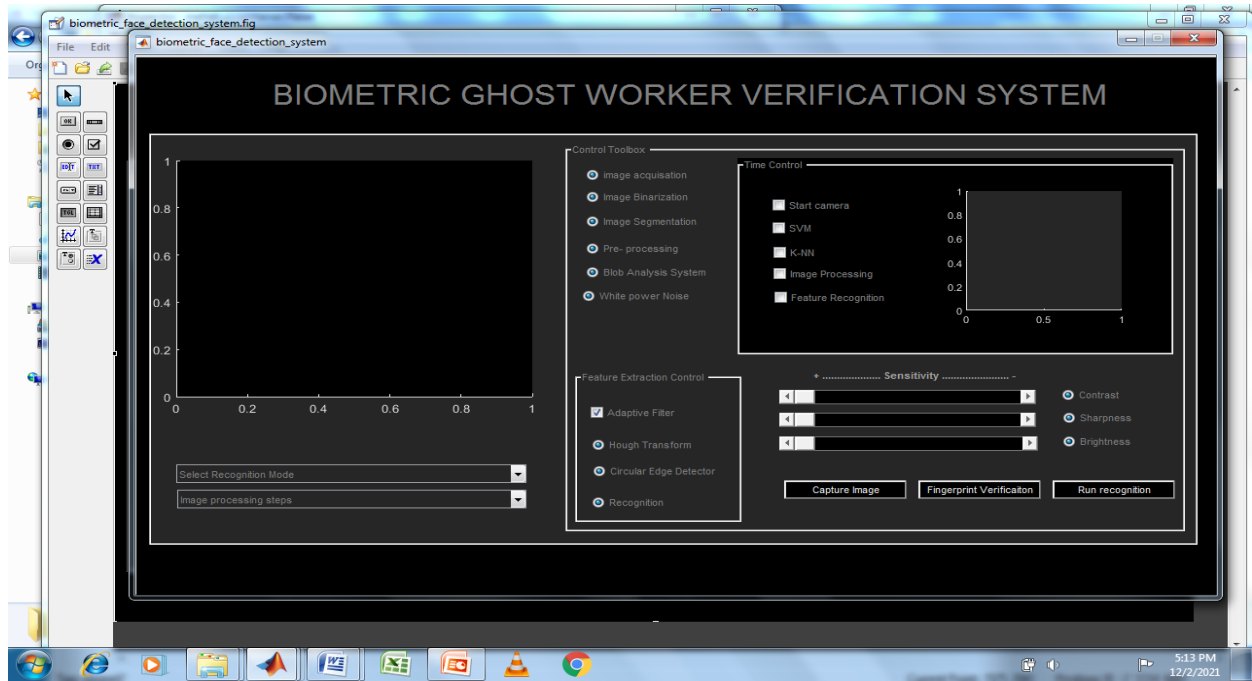 biometric_face_detection_system.fig
biometric_face_detection_system
File Edit
Org
BIOMETRIC GHOST WORKER VERIFICATION SYSTEM
1
0.8
0.6
0.4
0.2
0
0 0.2 0.4 0.6 0.8 1
Select Recognition Mode
Image processing steps
Control Toolbox
image acquisation
Image Binarization
Image Segmentation
Pre- processing
Blob Analysis System
White power Noise
Time Control
Start camera
SVM
K-NN
Image Processing
Feature Recognition
1
0.8
0.6
0.4
0.2
0
0 0.5 1
Feature Extraction Control
Adaptive Filter
Hough Transform
Circular Edge Detector
Recognition
+ .................... Sensitivity ....................... -
Contrast
Sharpness
Brightness
Capture Image Fingerprint Verificaiton Run recognition
OK
EDIT TXT
TGL
5:13 PM
12/2/2021